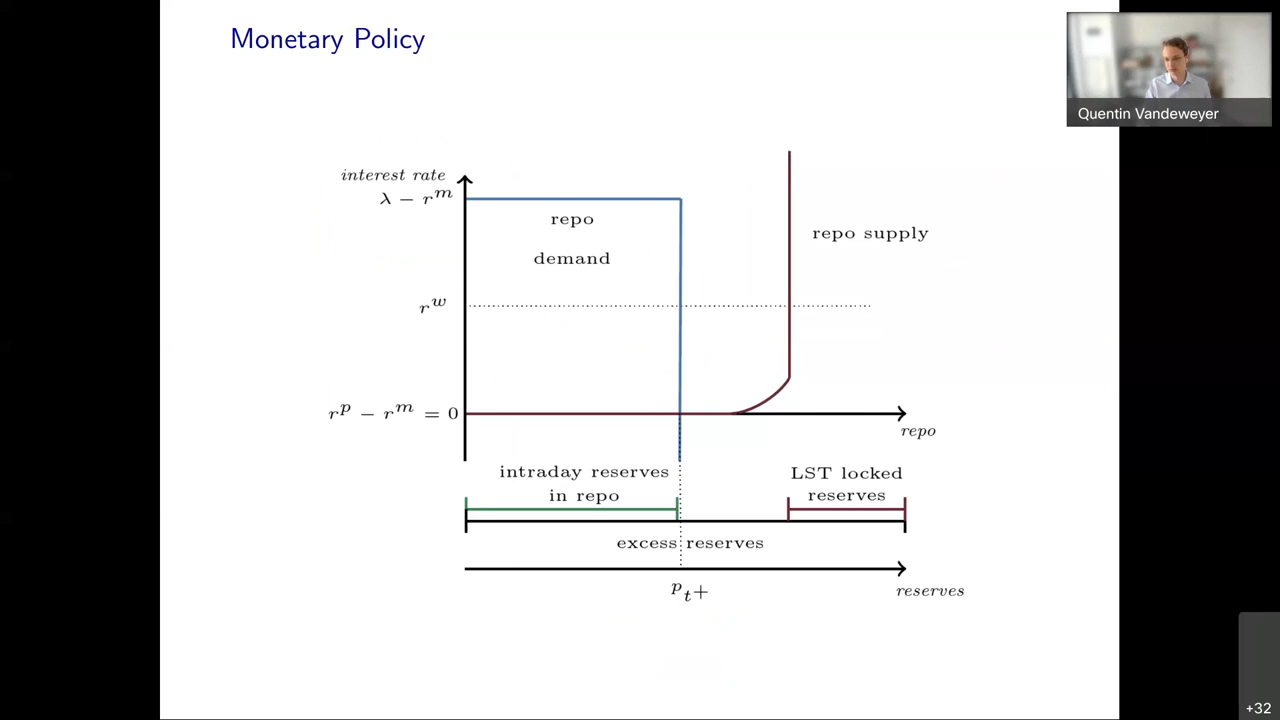 Monetary Policy
Quentin Vandeweyer
interest rate
λ − r^m
repo
demand
repo supply
r^w
r^p − r^m = 0
repo
intraday reserves
in repo
LST locked
reserves
excess reserves
p_{t+}
reserves
+32